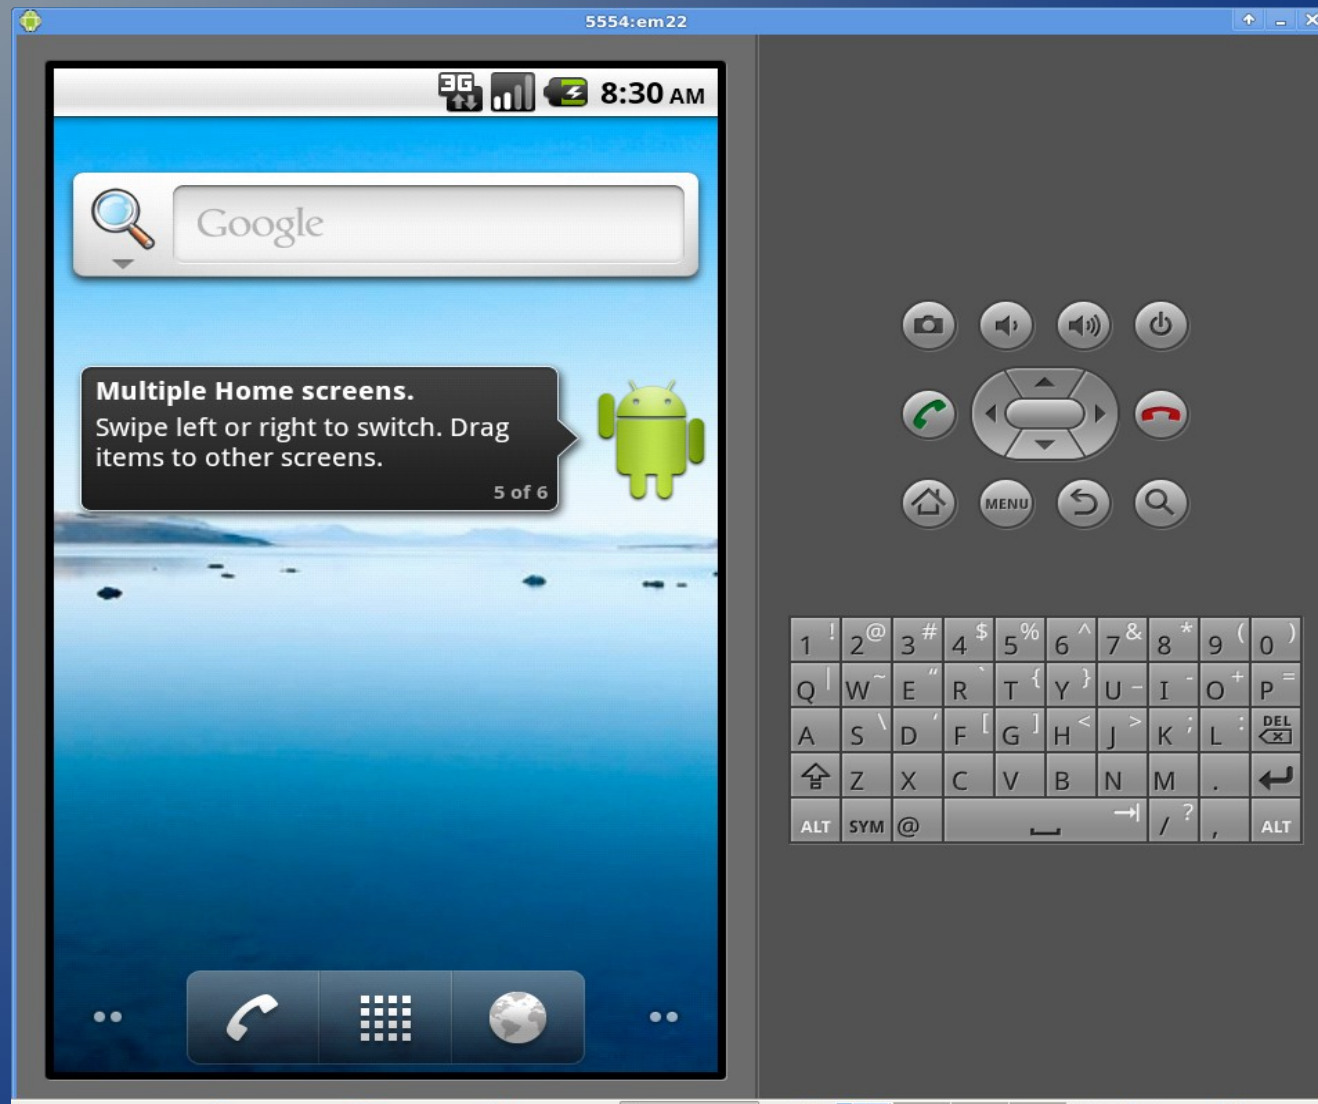 5554:em22
3G 8:30 AM
Google
Multiple Home screens.
Swipe left or right to switch. Drag
items to other screens.
5 of 6
MENU
1 ! 2 @ 3 # 4 $ 5 % 6 ^ 7 & 8 * 9 ( 0 )
Q | W ~ E " R ` T { Y } U _ I - O + P =
A S \ D ' F [ G ] H < J > K ; L : DEL
Z X C V B N M .
ALT SYM @ / ? , ALT